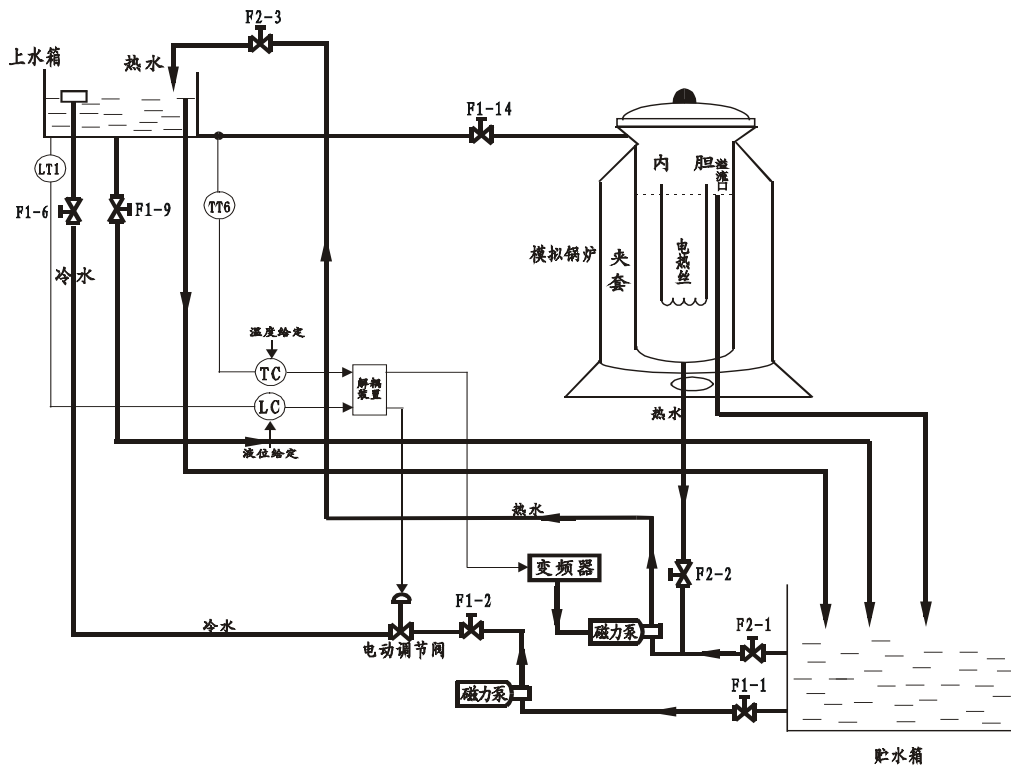 F2-3
上水箱
热水
F1-14
内胆
溢流口
LT1
TT6
F1-6
F1-9
电热丝
模拟锅炉
夹套
冷水
温度给定
TC
解耦装置
LC
热水
液位给定
热水
变频器
F2-2
F1-2
冷水
磁力泵
F2-1
电动调节阀
F1-1
磁力泵
贮水箱